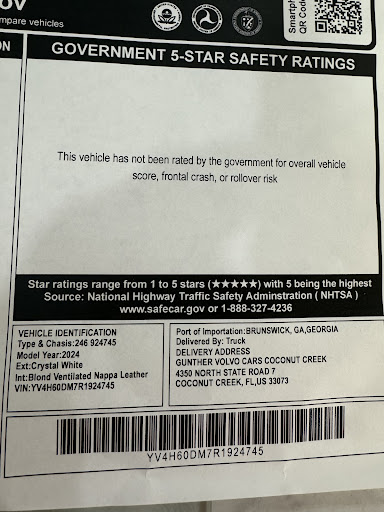 ov
mpare vehicles
Smartph
QR Code
ON
GOVERNMENT 5-STAR SAFETY RATINGS
This vehicle has not been rated by the government for overall vehicle
score, frontal crash, or rollover risk
Star ratings range from 1 to 5 stars (★★★★★) with 5 being the highest
Source: National Highway Traffic Safety Adminstration ( NHTSA )
www.safecar.gov or 1-888-327-4236
VEHICLE IDENTIFICATION
Type & Chasis:246 924745
Model Year:2024
Ext:Crystal White
Int:Blond Ventilated Nappa Leather
VIN:YV4H60DM7R1924745
Port of Importation:BRUNSWICK, GA,GEORGIA
Delivered By: Truck
DELIVERY ADDRESS
GUNTHER VOLVO CARS COCONUT CREEK
4350 NORTH STATE ROAD 7
COCONUT CREEK, FL,US 33073
YV4H60DM7R1924745